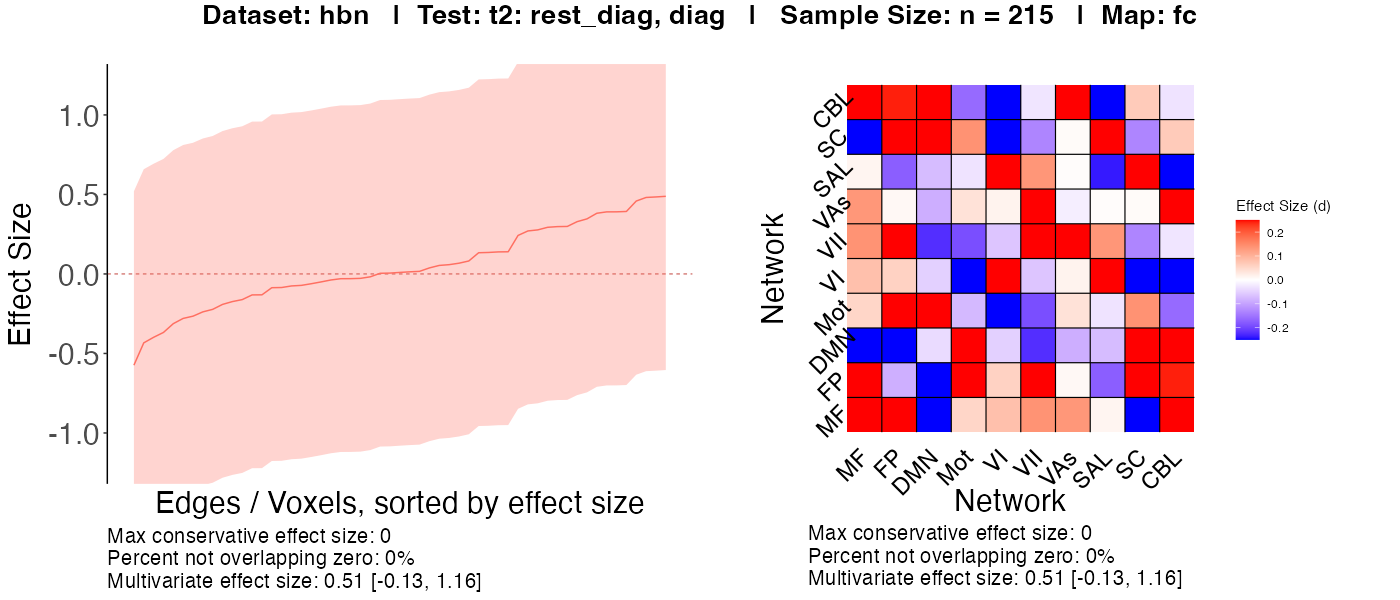 Dataset: hbn | Test: t2: rest_diag, diag | Sample Size: n = 215 | Map: fc
Effect Size
1.0
0.5
0.0
-0.5
-1.0
Edges / Voxels, sorted by effect size
Max conservative effect size: 0
Percent not overlapping zero: 0%
Multivariate effect size: 0.51 [-0.13, 1.16]
Network
CBL
SC
SAL
VAs
VII
VI
Mot
DMN
FP
MF
MF FP DMN Mot VI VII VAs SAL SC CBL
Network
Max conservative effect size: 0
Percent not overlapping zero: 0%
Multivariate effect size: 0.51 [-0.13, 1.16]
Effect Size (d)
0.2
0.1
0.0
-0.1
-0.2